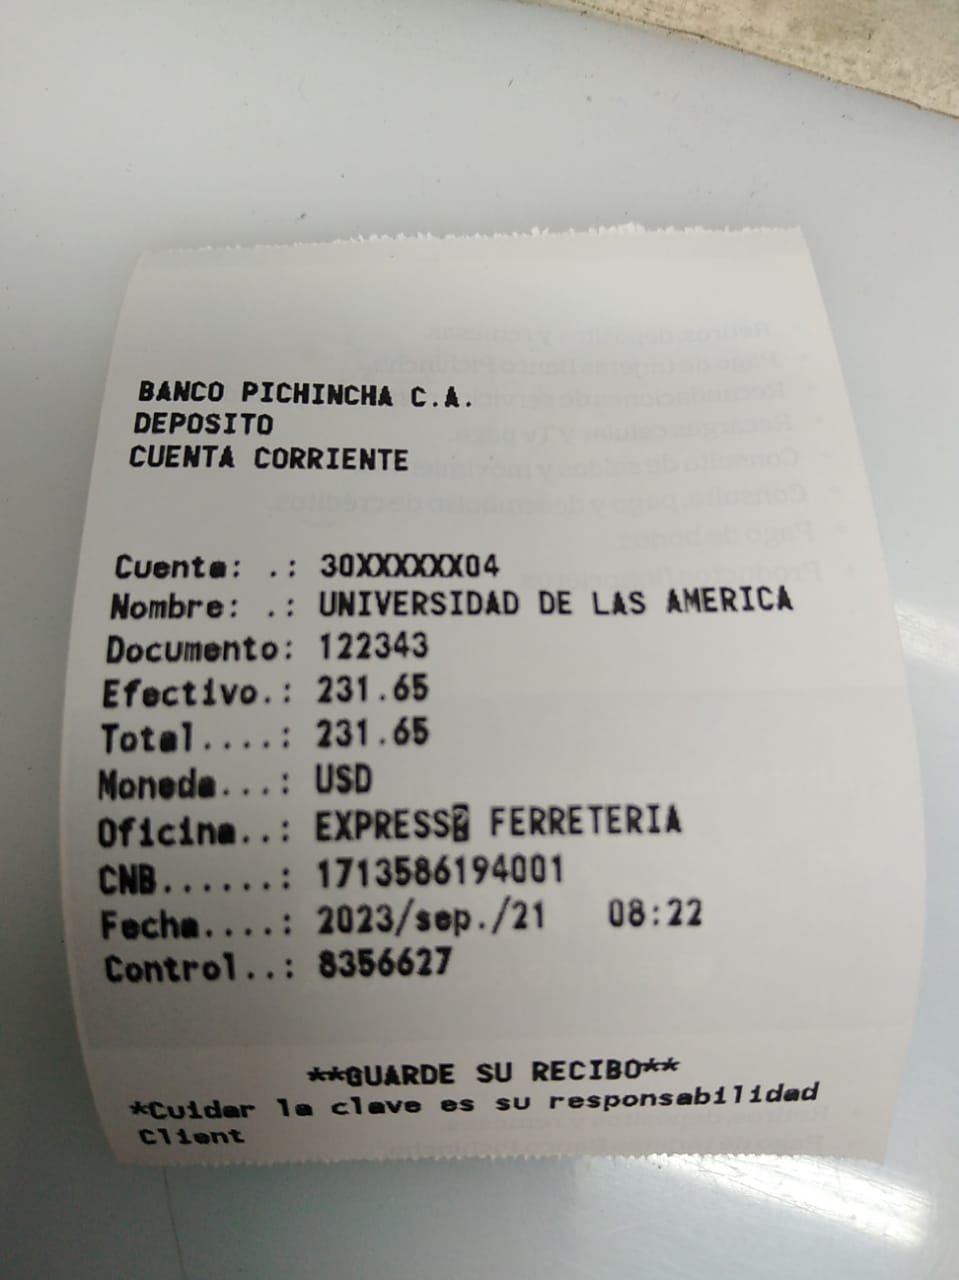 BANCO PICHINCHA C.A.
DEPOSITO
CUENTA CORRIENTE
Cuenta: .: 30XXXXXX04
Nombre: .: UNIVERSIDAD DE LAS AMERICA
Documento: 122343
Efectivo.: 231.65
Total....: 231.65
Moneda...: USD
Oficina..: EXPRESS FERRETERIA
CNB......: 1713586194001
Fecha....: 2023/sep./21 08:22
Control..: 8356627
**GUARDE SU RECIBO**
*Cuidar la clave es su responsabilidad
Client